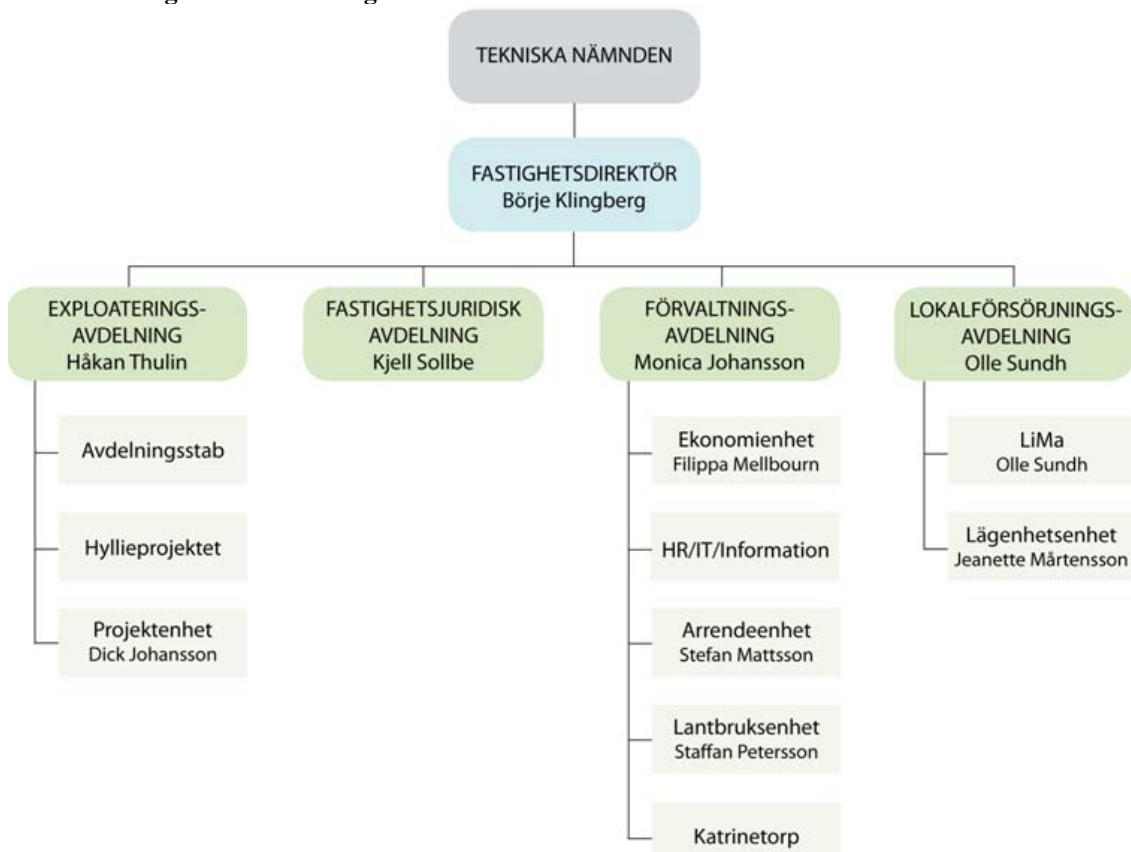 TEKNISKA NÄMNDEN
FASTIGHETSDIREKTÖR
Börje Klingberg
EXPLOATERINGS-
AVDELNING
Håkan Thulin
Avdelningsstab
Hyllieprojektet
Projektenhet
Dick Johansson
FASTIGHETSJURIDISK
AVDELNING
Kjell Sollbe
FÖRVALTNINGS-
AVDELNING
Monica Johansson
Ekonomienhet
Filippa Mellbourn
HR/IT/Information
Arrendeenhet
Stefan Mattsson
Lantbruksenhet
Staffan Petersson
Katrinetorp
LOKALFÖRSÖRJNINGS-
AVDELNING
Olle Sundh
LiMa
Olle Sundh
Lägenhetsenhet
Jeanette Mårtensson